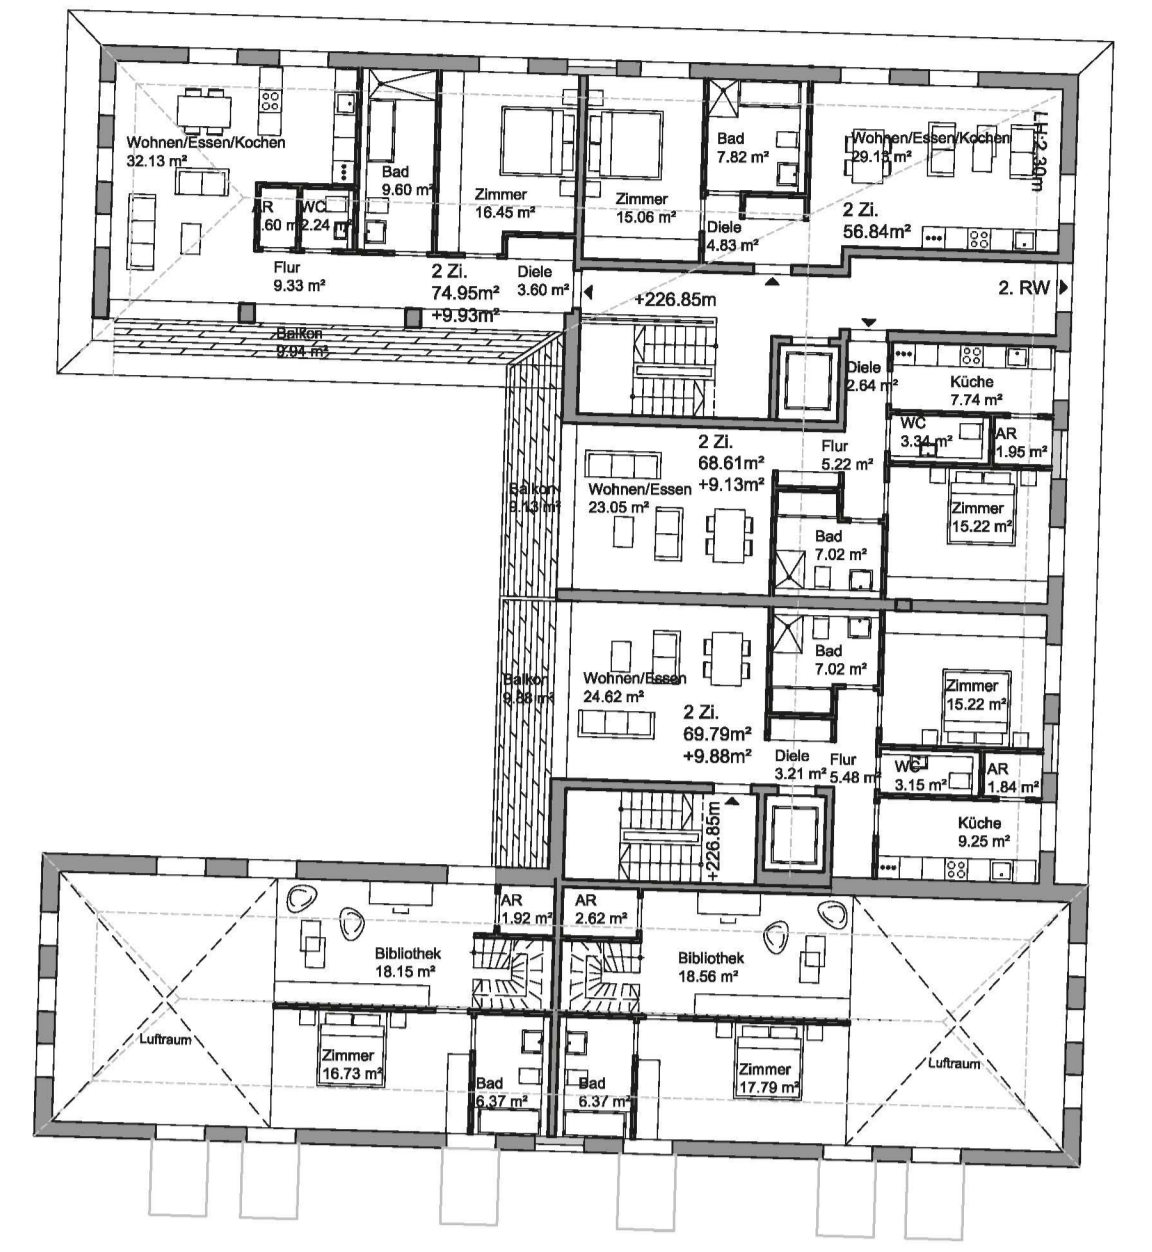 Wohnen/Essen/Kochen
32.13 m²
AR
.60 m²
WC
2.24 m²
Bad
9.60 m²
Zimmer
16.45 m²
Flur
9.33 m²
2 Zi.
74.95m²
+9.93m²
Diele
3.60 m²
Balkon
9.94 m²
Zimmer
15.06 m²
Bad
7.82 m²
Diele
4.83 m²
Wohnen/Essen/Kochen
29.13 m²
LH:2.30m
2 Zi.
56.84m²
+226.85m
2. RW
Diele
2.64 m²
Küche
7.74 m²
WC
3.34 m²
AR
1.95 m²
2 Zi.
68.61m²
+9.13m²
Flur
5.22 m²
Balkon
9.13 m²
Wohnen/Essen
23.05 m²
Zimmer
15.22 m²
Bad
7.02 m²
Bad
7.02 m²
Balkon
9.88 m²
Wohnen/Essen
24.62 m²
Zimmer
15.22 m²
2 Zi.
69.79m²
+9.88m²
Diele
3.21 m²
Flur
5.48 m²
WC
3.15 m²
AR
1.84 m²
+226.85m
Küche
9.25 m²
AR
1.92 m²
AR
2.62 m²
Bibliothek
18.15 m²
Bibliothek
18.56 m²
Luftraum
Zimmer
16.73 m²
Bad
6.37 m²
Bad
6.37 m²
Zimmer
17.79 m²
Luftraum